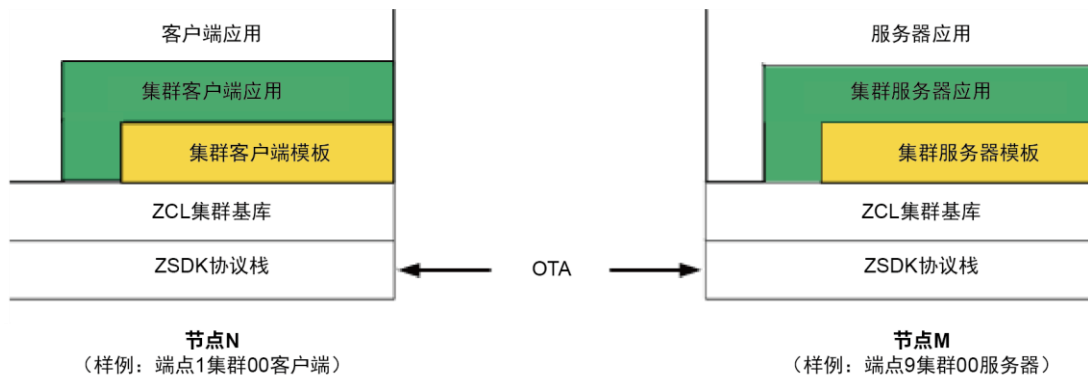 客户端应用
集群客户端应用
集群客户端模板
ZCL集群基库
ZSDK协议栈
节点N
（样例：端点1集群00客户端）
OTA
服务器应用
集群服务器应用
集群服务器模板
ZCL集群基库
ZSDK协议栈
节点M
（样例：端点9集群00服务器）